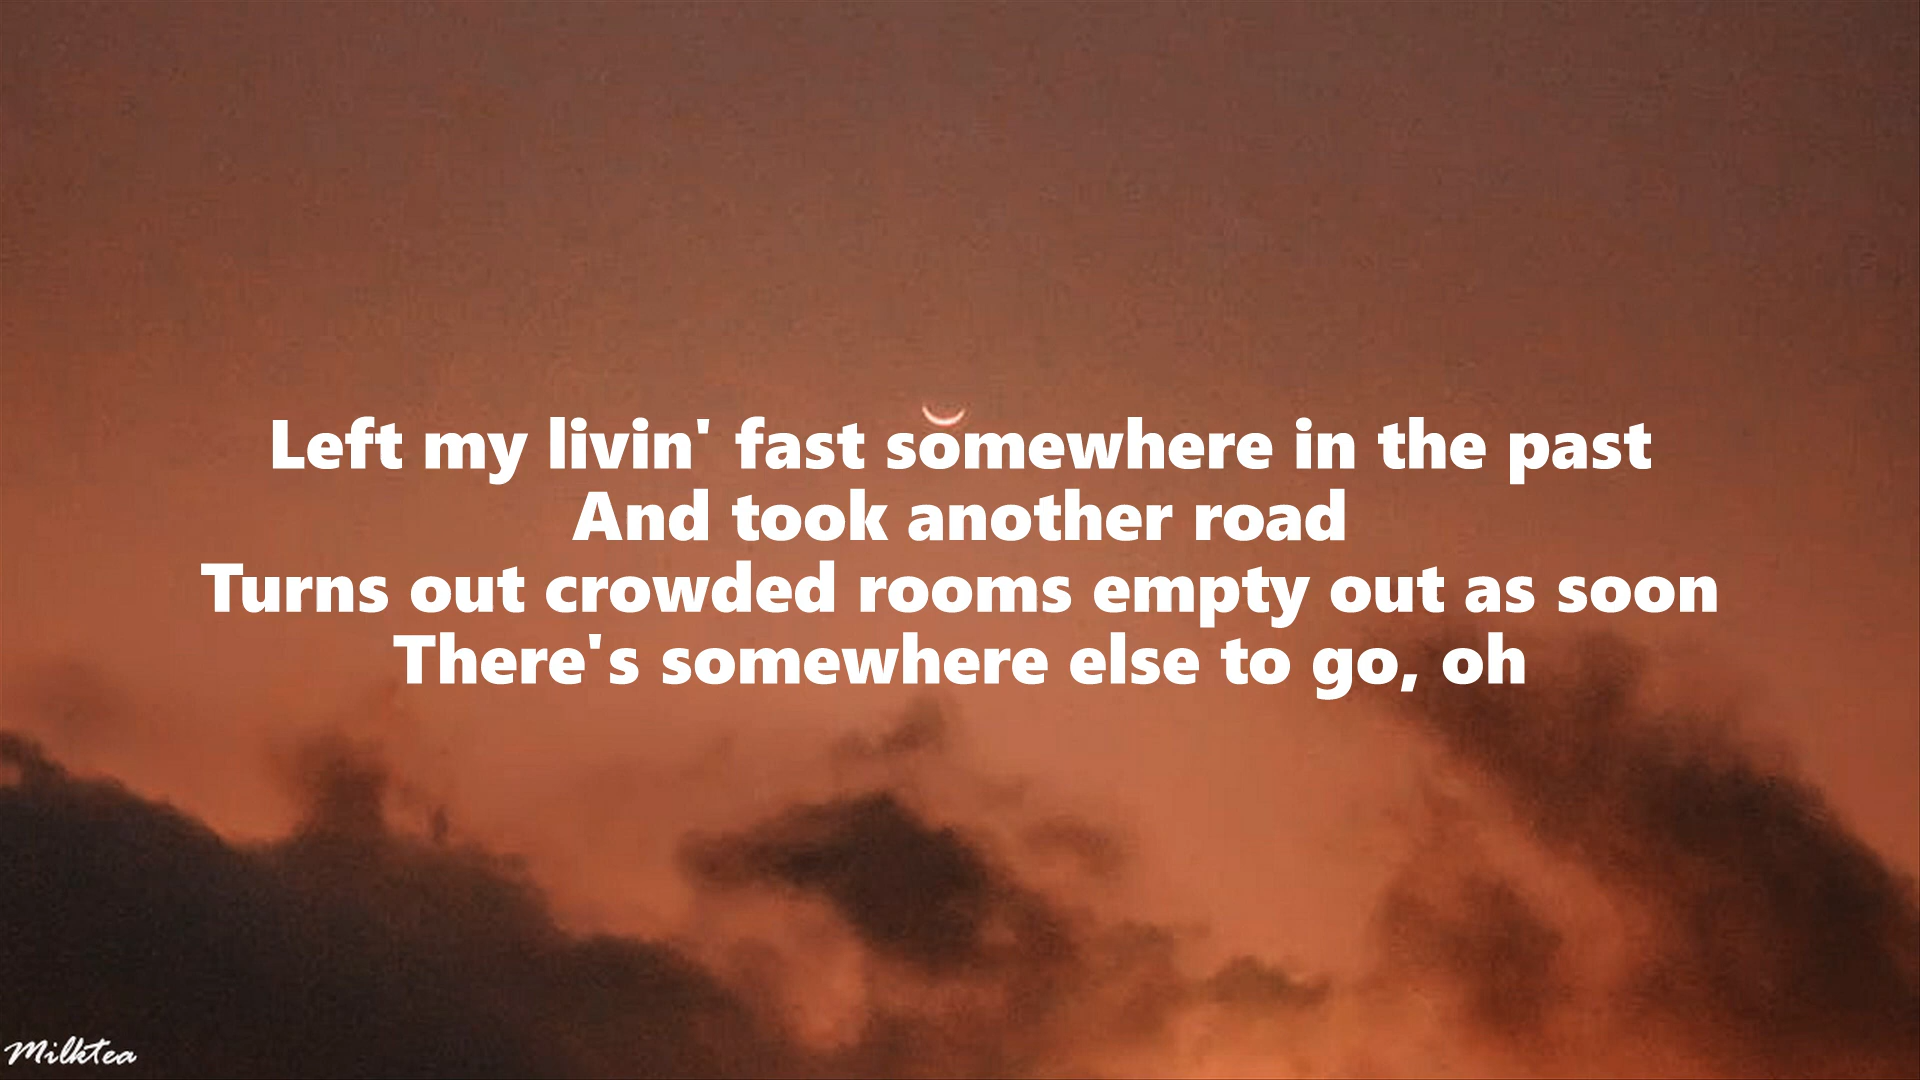 Left my livin' fast somewhere in the past
And took another road
Turns out crowded rooms empty out as soon
There's somewhere else to go, oh
Milktea